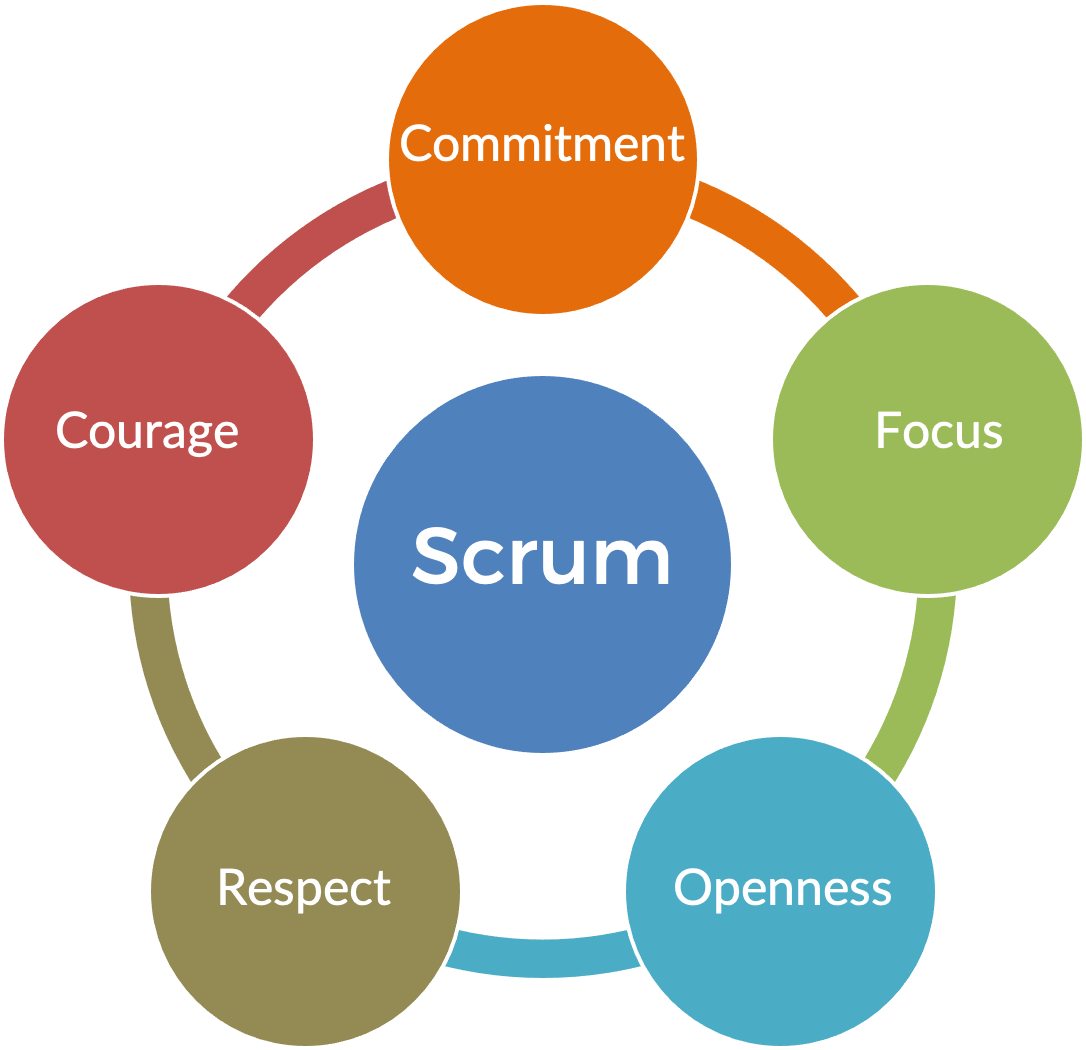 Commitment
Focus
Openness
Respect
Courage
Scrum